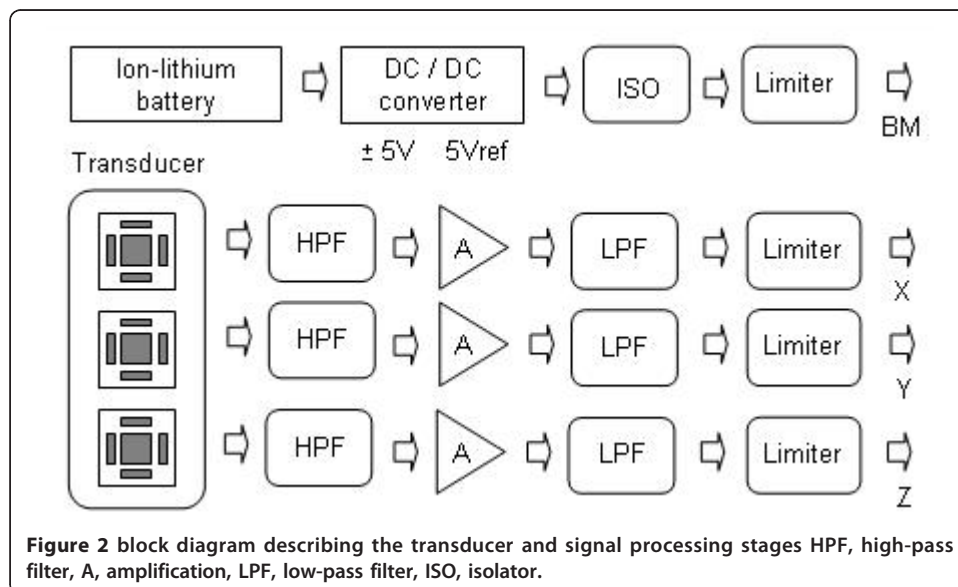 Ion-lithium battery
DC / DC converter
ISO
Limiter
BM
± 5V 5Vref
Transducer
HPF
A
LPF
Limiter
X
HPF
A
LPF
Limiter
Y
HPF
A
LPF
Limiter
Z
Figure 2 block diagram describing the transducer and signal processing stages HPF, high-pass
filter, A, amplification, LPF, low-pass filter, ISO, isolator.